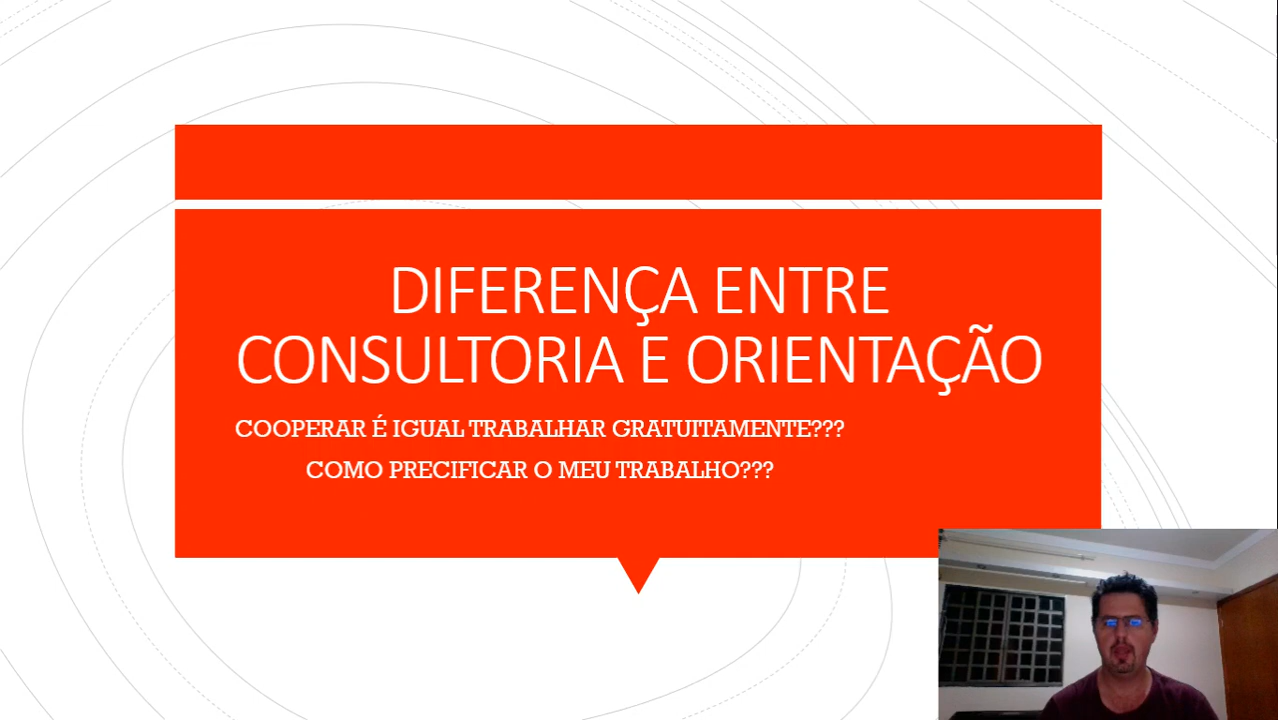 DIFERENÇA ENTRE
CONSULTORIA E ORIENTAÇÃO
COOPERAR É IGUAL TRABALHAR GRATUITAMENTE???
COMO PRECIFICAR O MEU TRABALHO???